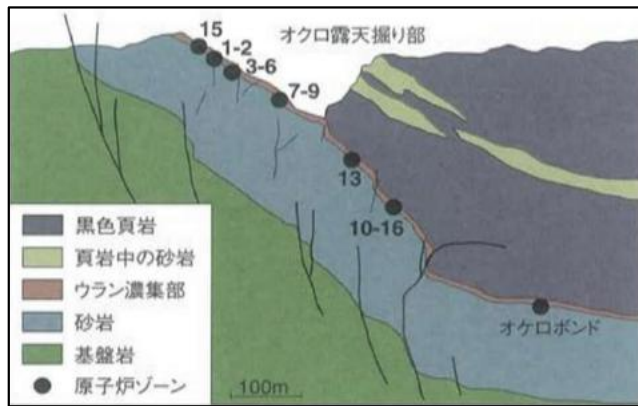 15
オクロ露天掘り部
1-2
3-6
7-9
13
10-16
黒色頁岩
頁岩中の砂岩
ウラン濃集部
砂岩
基盤岩
原子炉ゾーン
オケロボンド
100m